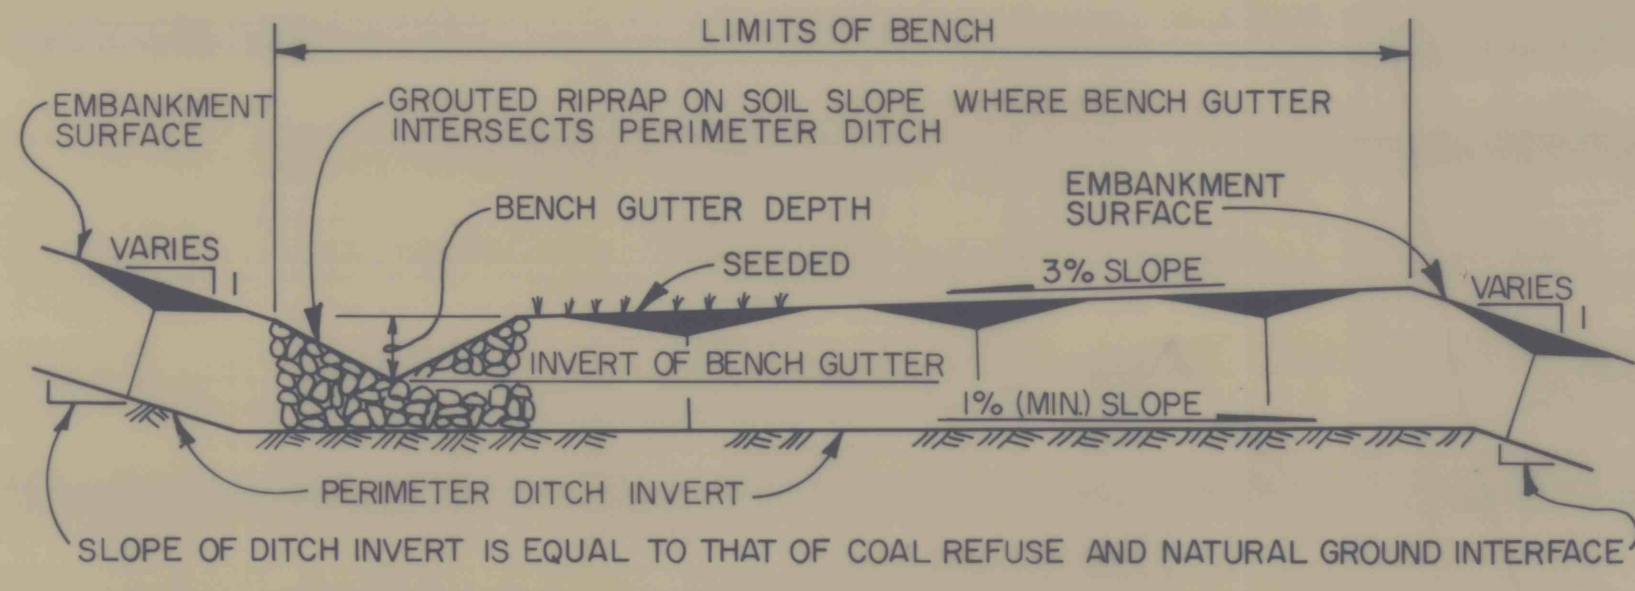 LIMITS OF BENCH
EMBANKMENT
SURFACE
GROUTED RIPRAP ON SOIL SLOPE WHERE BENCH GUTTER
INTERSECTS PERIMETER DITCH
EMBANKMENT
SURFACE
BENCH GUTTER DEPTH
VARIES
1
SEEDED
3% SLOPE
VARIES
1
INVERT OF BENCH GUTTER
1% (MIN.) SLOPE
PERIMETER DITCH INVERT
SLOPE OF DITCH INVERT IS EQUAL TO THAT OF COAL REFUSE AND NATURAL GROUND INTERFACE